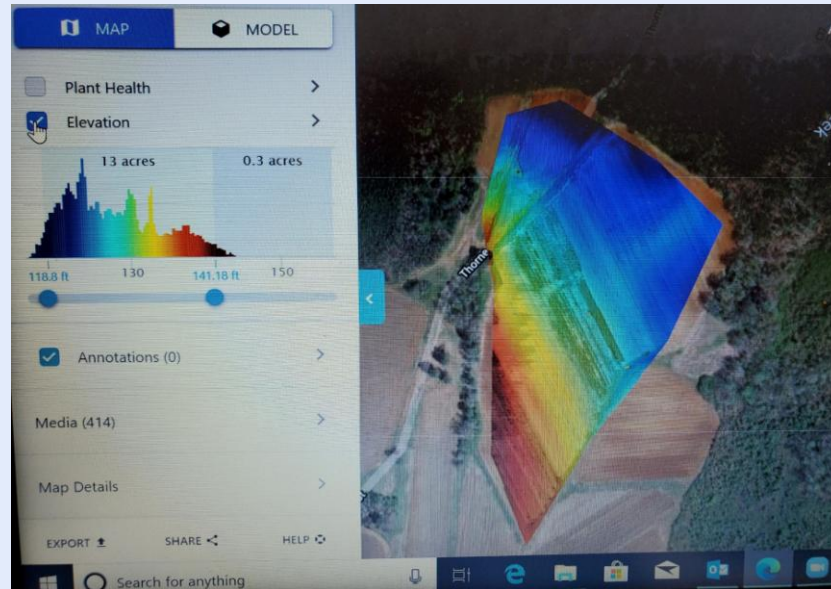 MAP
MODEL
Plant Health
Elevation
13 acres
0.3 acres
118.8 ft
130
141.18 ft
150
Annotations (0)
Media (414)
Map Details
EXPORT
SHARE
HELP
Search for anything
Thorne